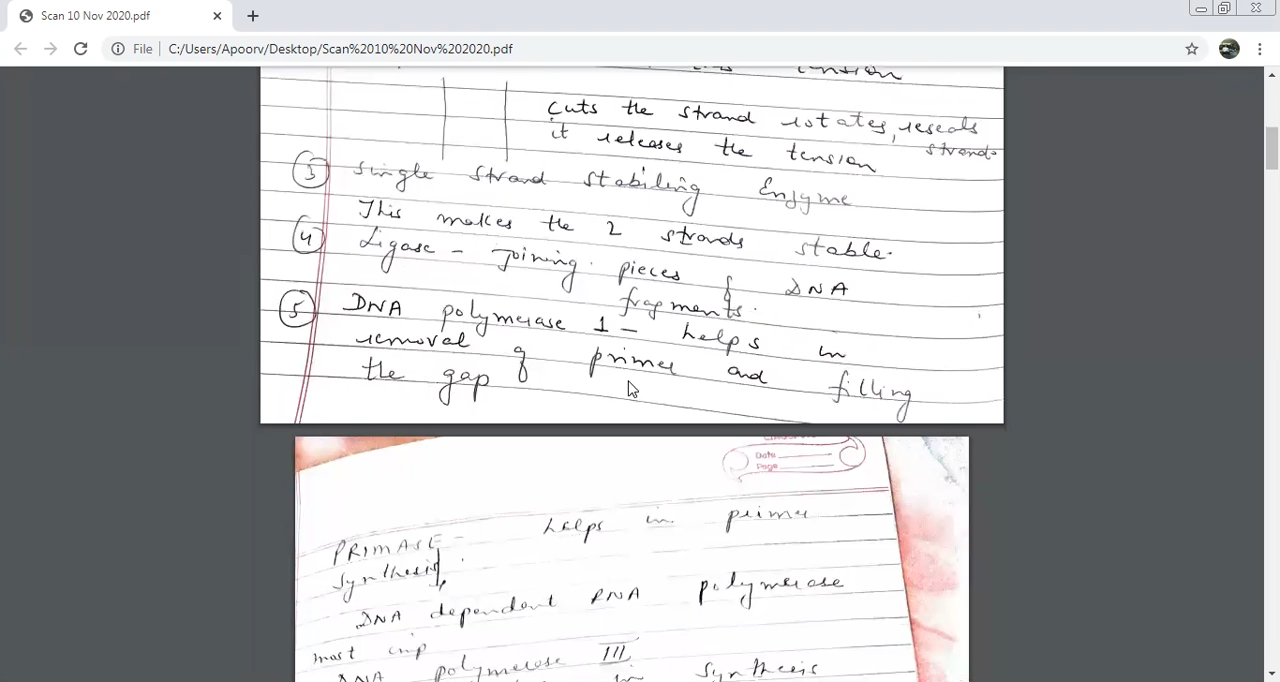 Scan 10 Nov 2020.pdf
File C:/Users/Apoorv/Desktop/Scan%2010%20Nov%202020.pdf
tension
Cuts the strand rotates, reseals
it releases the tension strands
3 Single strand stabiling Enzyme
This makes the 2 strands stable.
4 Ligase - Joining pieces of DNA
fragments.
5 DNA polymerase 1 - helps in
removal of primer and filling
the gap
Date
Page
PRIMASE - helps in primer
synthesis,
DNA dependent RNA polymerase
most imp
DNA polymerase III
in synthesis